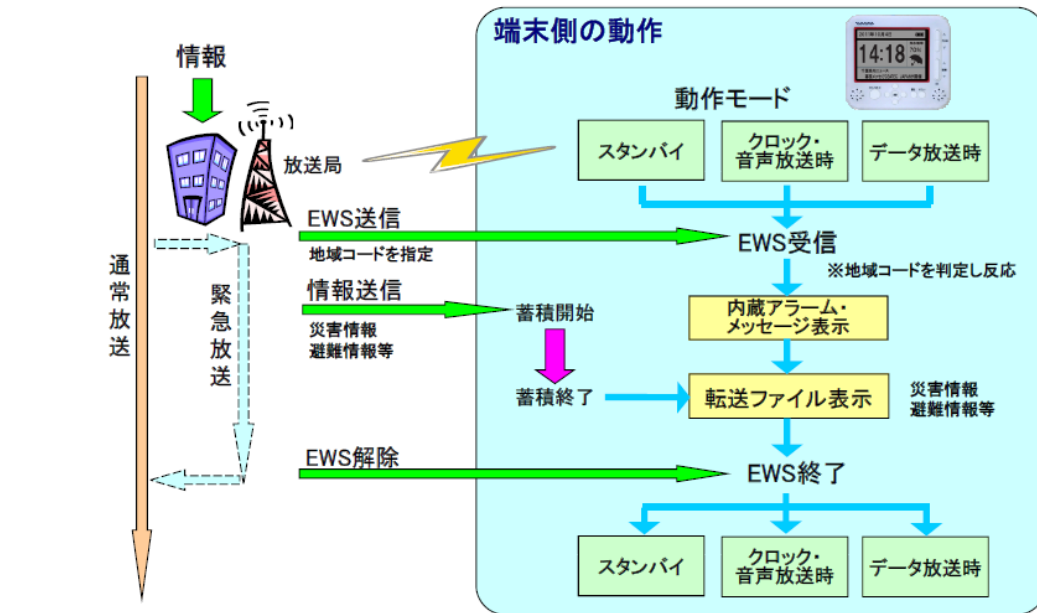 端末側の動作
情報
14:18
動作モード
放送局
スタンバイ
クロック・
音声放送時
データ放送時
EWS送信
地域コードを指定
EWS受信
※地域コードを判定し反応
通常放送
緊急放送
情報送信
災害情報
避難情報等
蓄積開始
内蔵アラーム・
メッセージ表示
蓄積終了
転送ファイル表示
災害情報
避難情報等
EWS解除
EWS終了
スタンバイ
クロック・
音声放送時
データ放送時